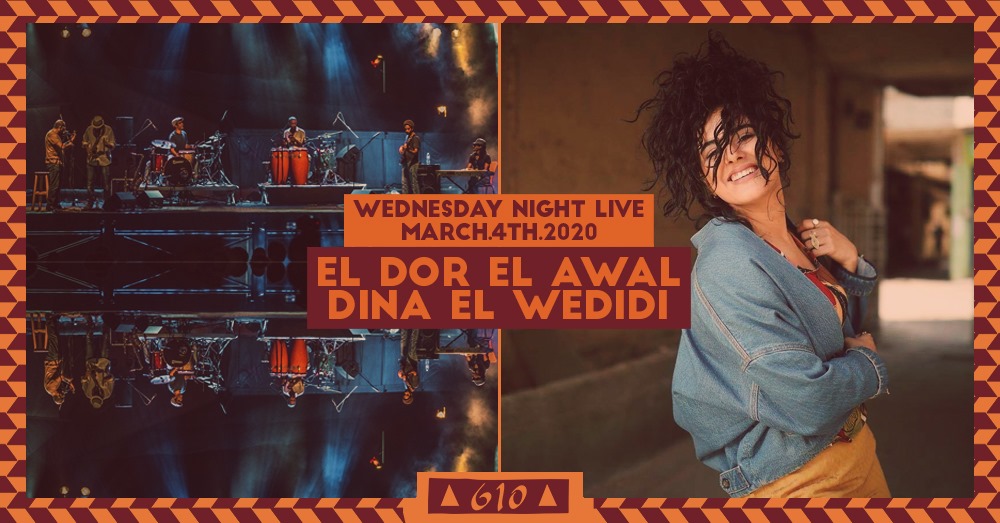 WEDNESDAY NIGHT LIVE
MARCH.4TH.2020
EL DOR EL AWAL
DINA EL WEDIDI
610